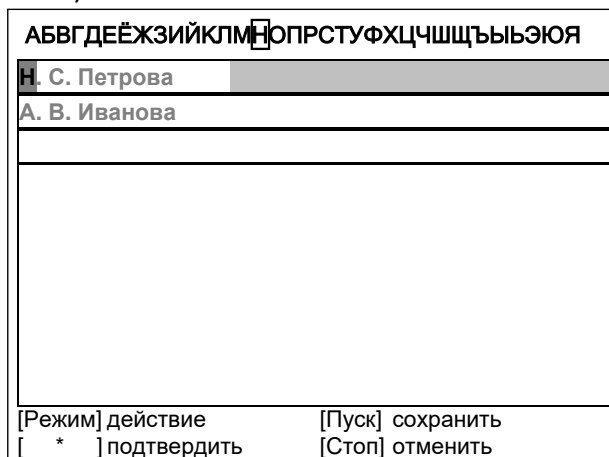 АБВГДЕЁЖЗИЙКЛМНОПРСТУФХЦЧШЩЪЫЬЭЮЯ
Н. С. Петрова
А. В. Иванова
[Режим] действие [Пуск] сохранить
[ * ] подтвердить [Стоп] отменить